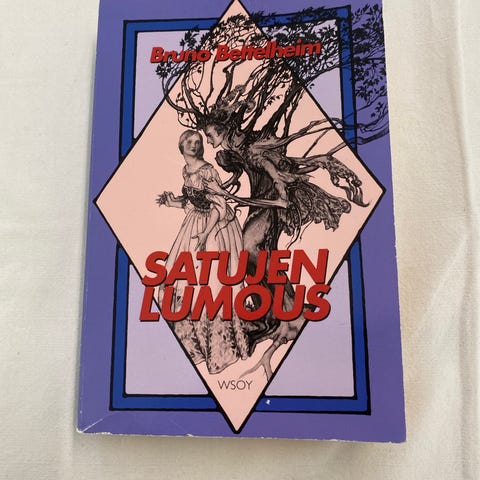 Bruno Bettelheim
SATUJEN
LUMOUS
WSOY